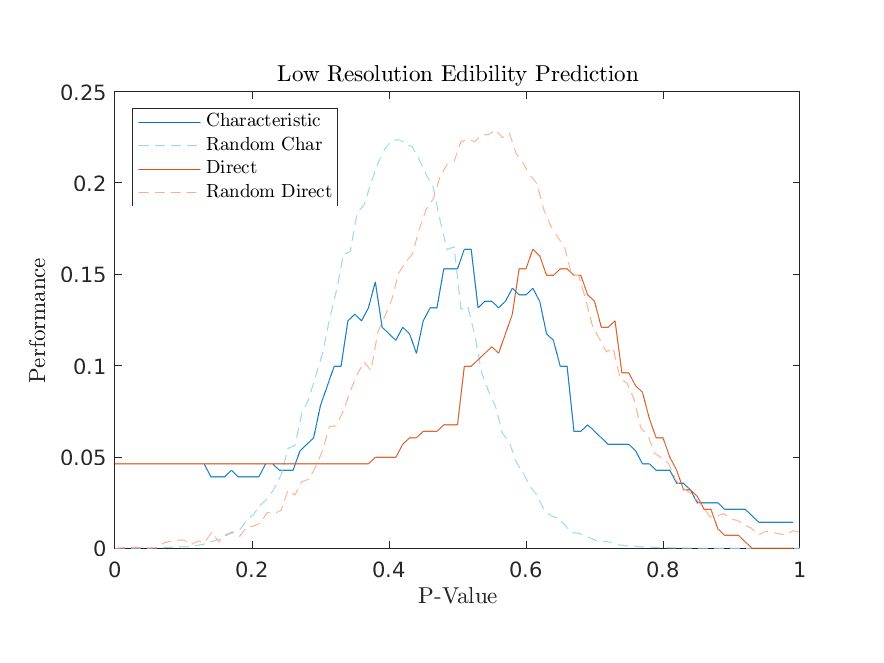 Low Resolution Edibility Prediction
0.25
0.2
0.15
0.1
0.05
0
Performance
Characteristic
Random Char
Direct
Random Direct
0 0.2 0.4 0.6 0.8 1
P-Value